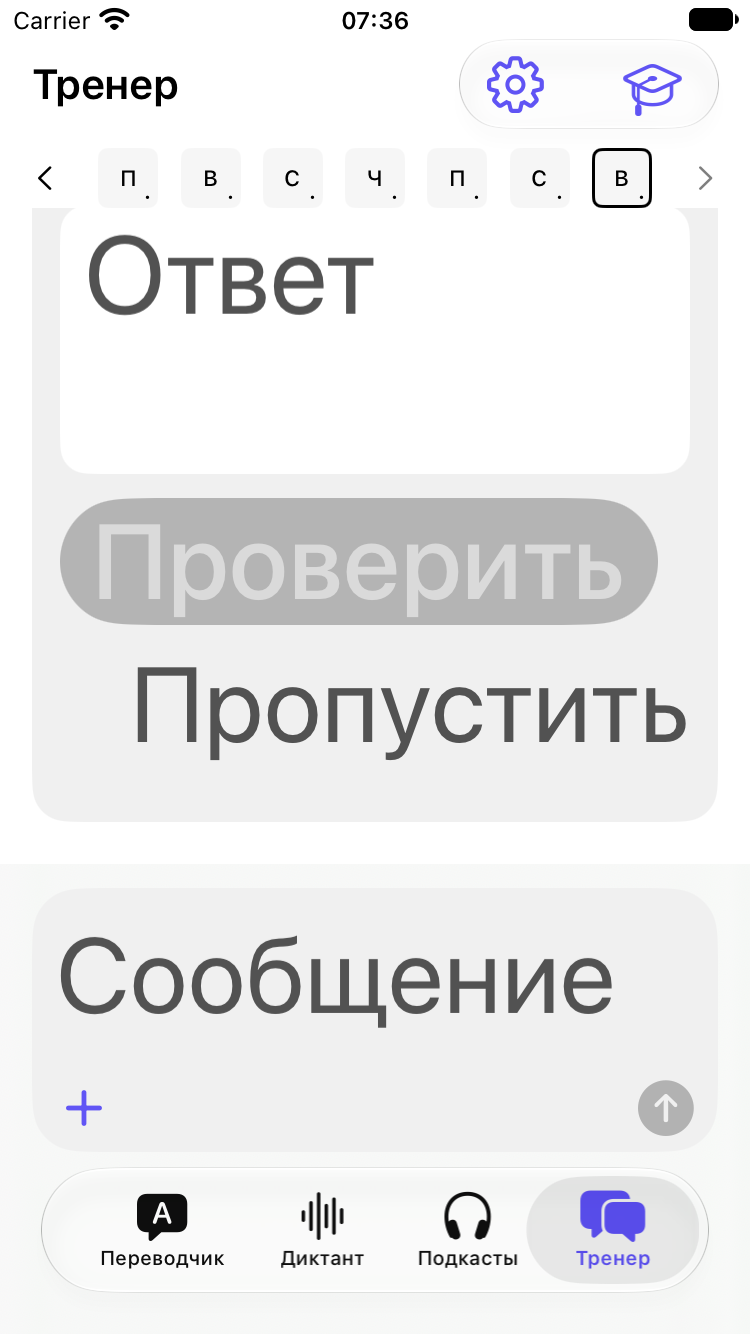 Carrier 07:36
Тренер
< п. в. с. ч. п. с. в. >
Ответ
Проверить
Пропустить
Сообщение
A
Переводчик Диктант Подкасты Тренер